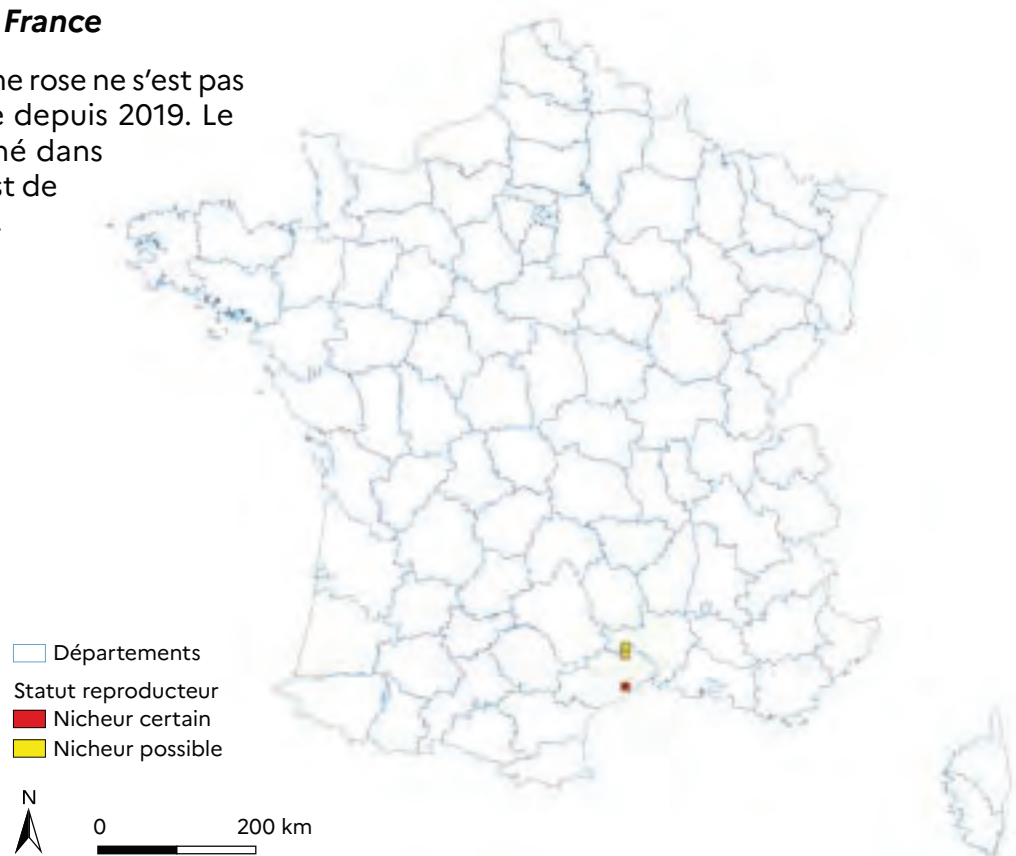 France
ne rose ne s’est pas
depuis 2019. Le
né dans
st de
Départements
Statut reproducteur
Nicheur certain
Nicheur possible
N
0 200 km